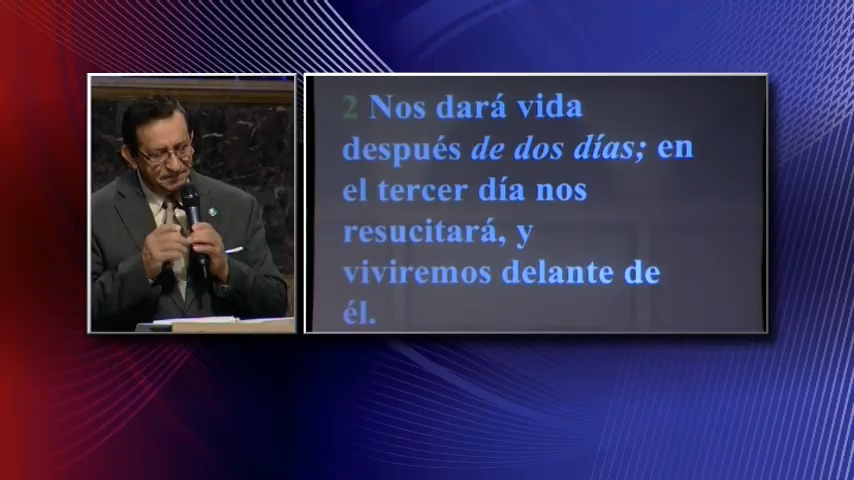 2 Nos dará vida
después de dos días; en
el tercer día nos
resucitará, y
viviremos delante de
él.